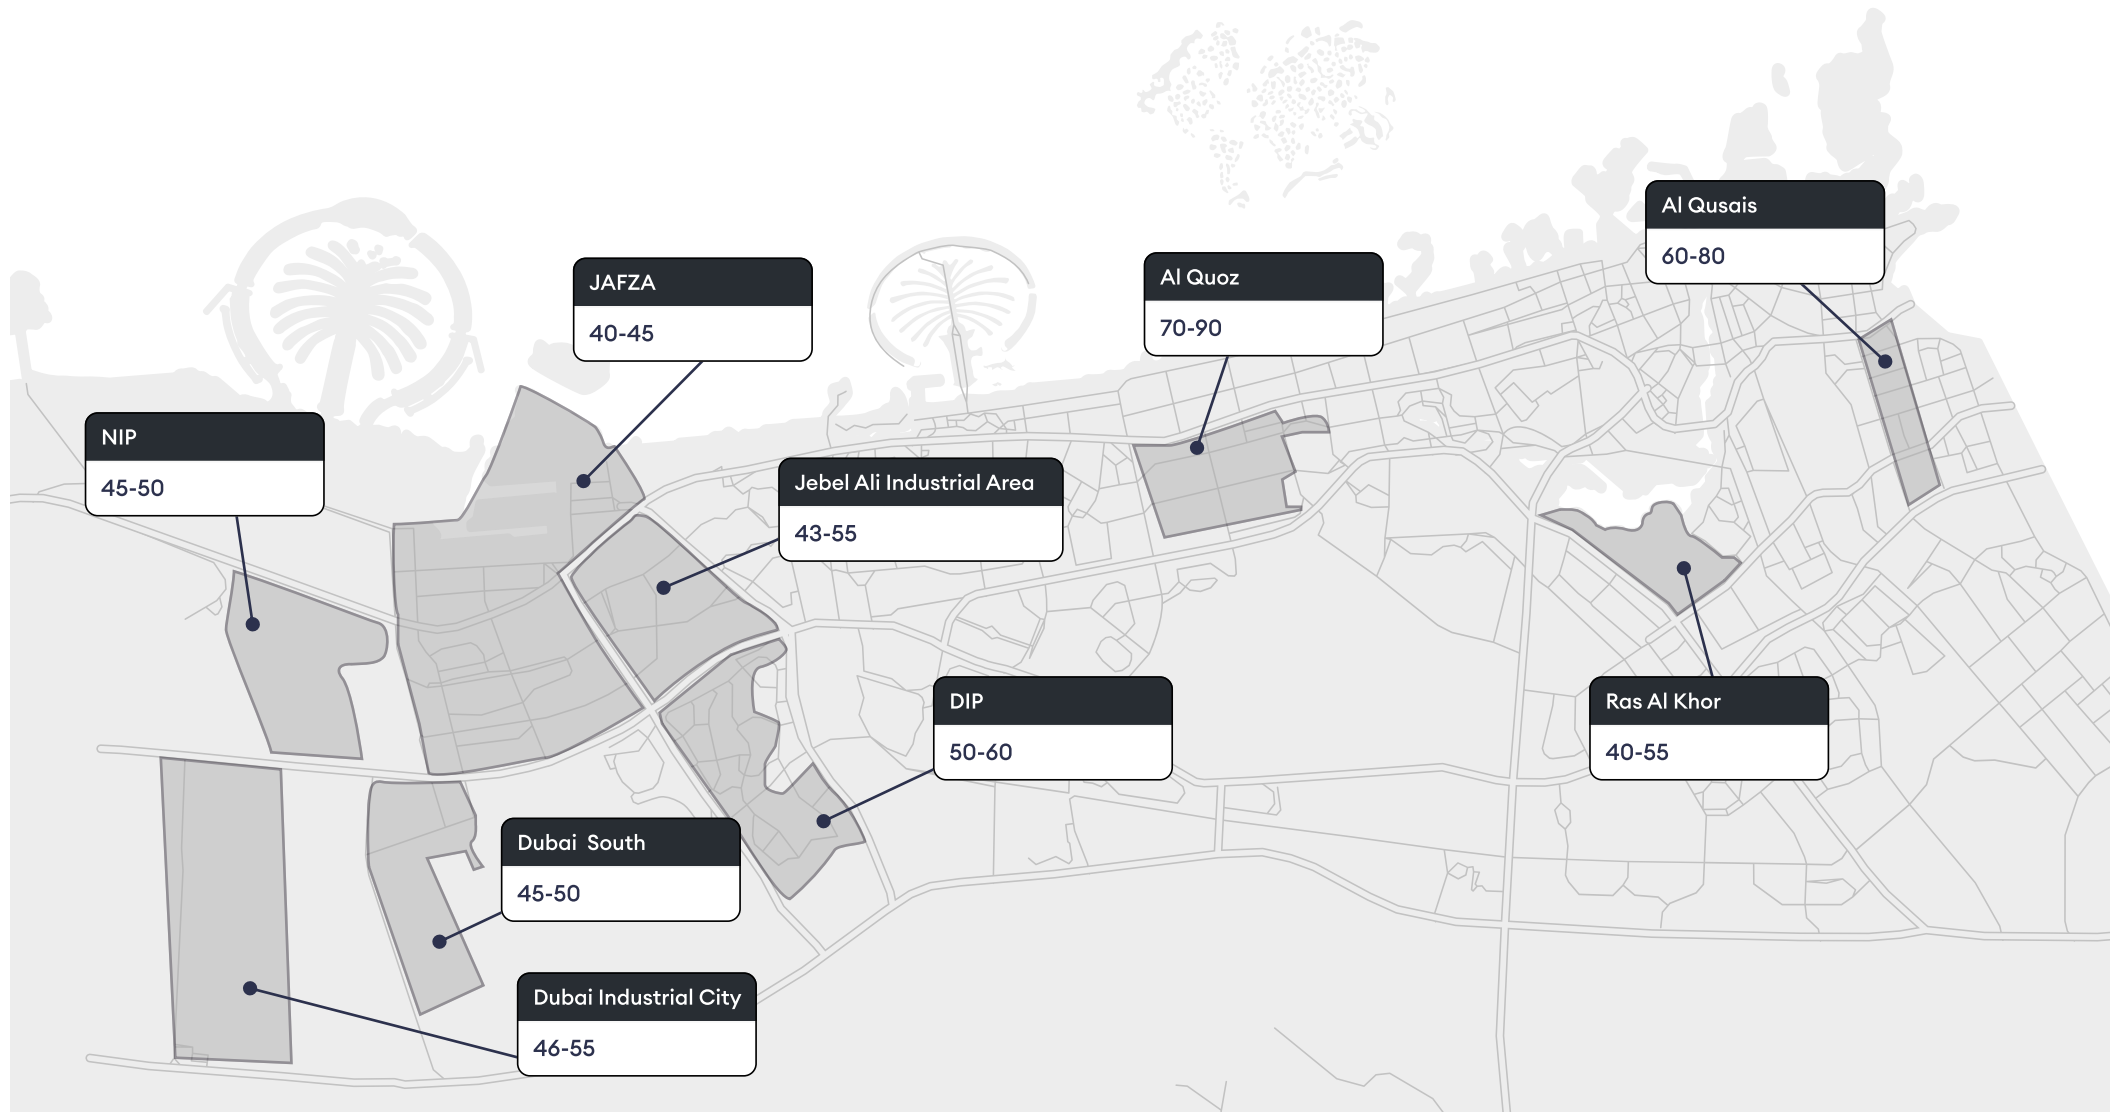 Al Qusais
60-80
Al Quoz
70-90
JAFZA
40-45
NIP
45-50
Jebel Ali Industrial Area
43-55
DIP
50-60
Ras Al Khor
40-55
Dubai  South
45-50
Dubai Industrial City
46-55